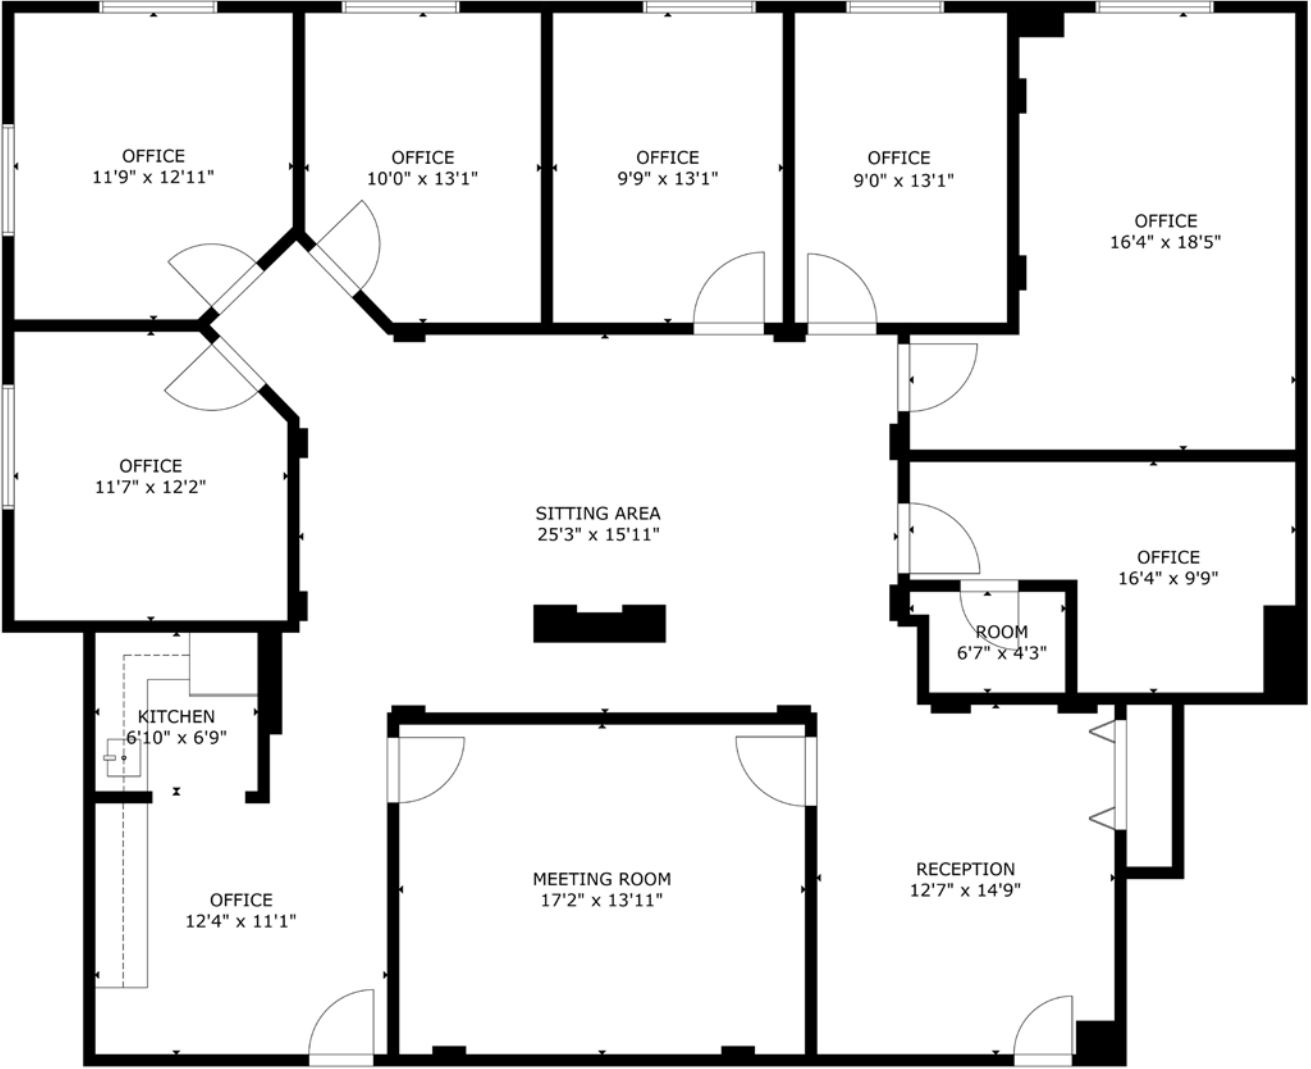 OFFICE
11'9" x 12'11"
OFFICE
10'0" x 13'1"
OFFICE
9'9" x 13'1"
OFFICE
9'0" x 13'1"
OFFICE
16'4" x 18'5"
OFFICE
11'7" x 12'2"
SITTING AREA
25'3" x 15'11"
OFFICE
16'4" x 9'9"
ROOM
6'7" x 4'3"
KITCHEN
6'10" x 6'9"
OFFICE
12'4" x 11'1"
MEETING ROOM
17'2" x 13'11"
RECEPTION
12'7" x 14'9"